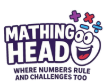 MATHING
HEAD
WHERE NUMBERS RULE
AND CHALLENGES TOO